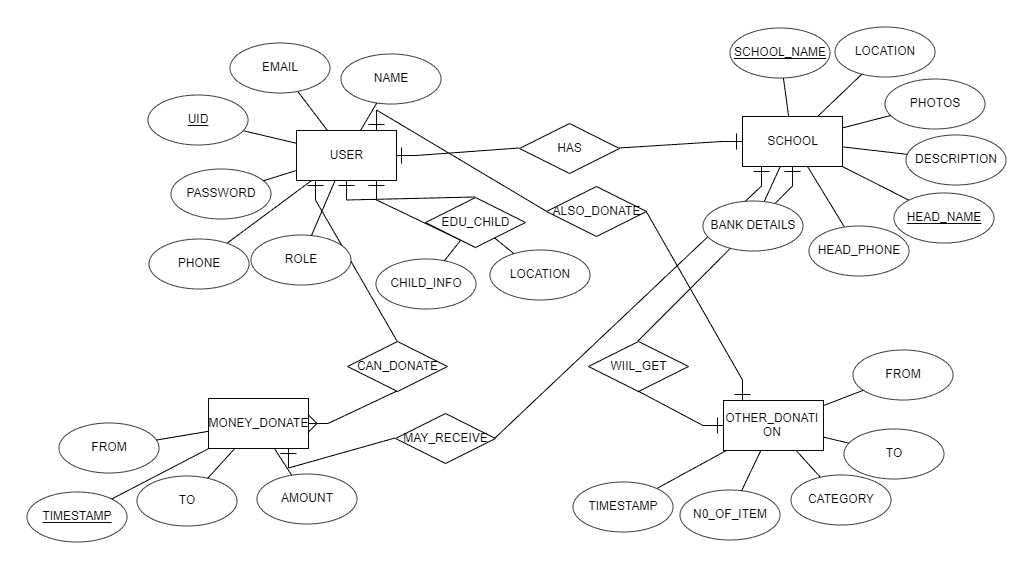 SCHOOL_NAME
LOCATION
EMAIL
NAME
PHOTOS
UID
USER
HAS
SCHOOL
DESCRIPTION
PASSWORD
EDU_CHILD
ALSO_DONATE
BANK DETAILS
HEAD_NAME
PHONE
ROLE
CHILD_INFO
LOCATION
HEAD_PHONE
CAN_DONATE
WIIL_GET
FROM
MONEY_DONATE
MAY_RECEIVE
OTHER_DONATI
ON
FROM
TO
TIMESTAMP
TO
AMOUNT
TIMESTAMP
N0_OF_ITEM
CATEGORY